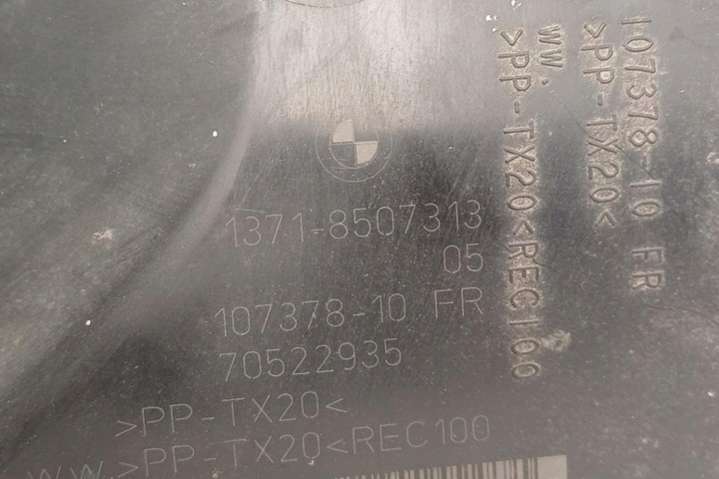 1371-8507313
05
107378-10 FR
70522935
>PP-TX20<
WW.>PP-TX20<REC100
107378-10 FR
>PP-TX20<
WW.
>PP-TX20<REC100